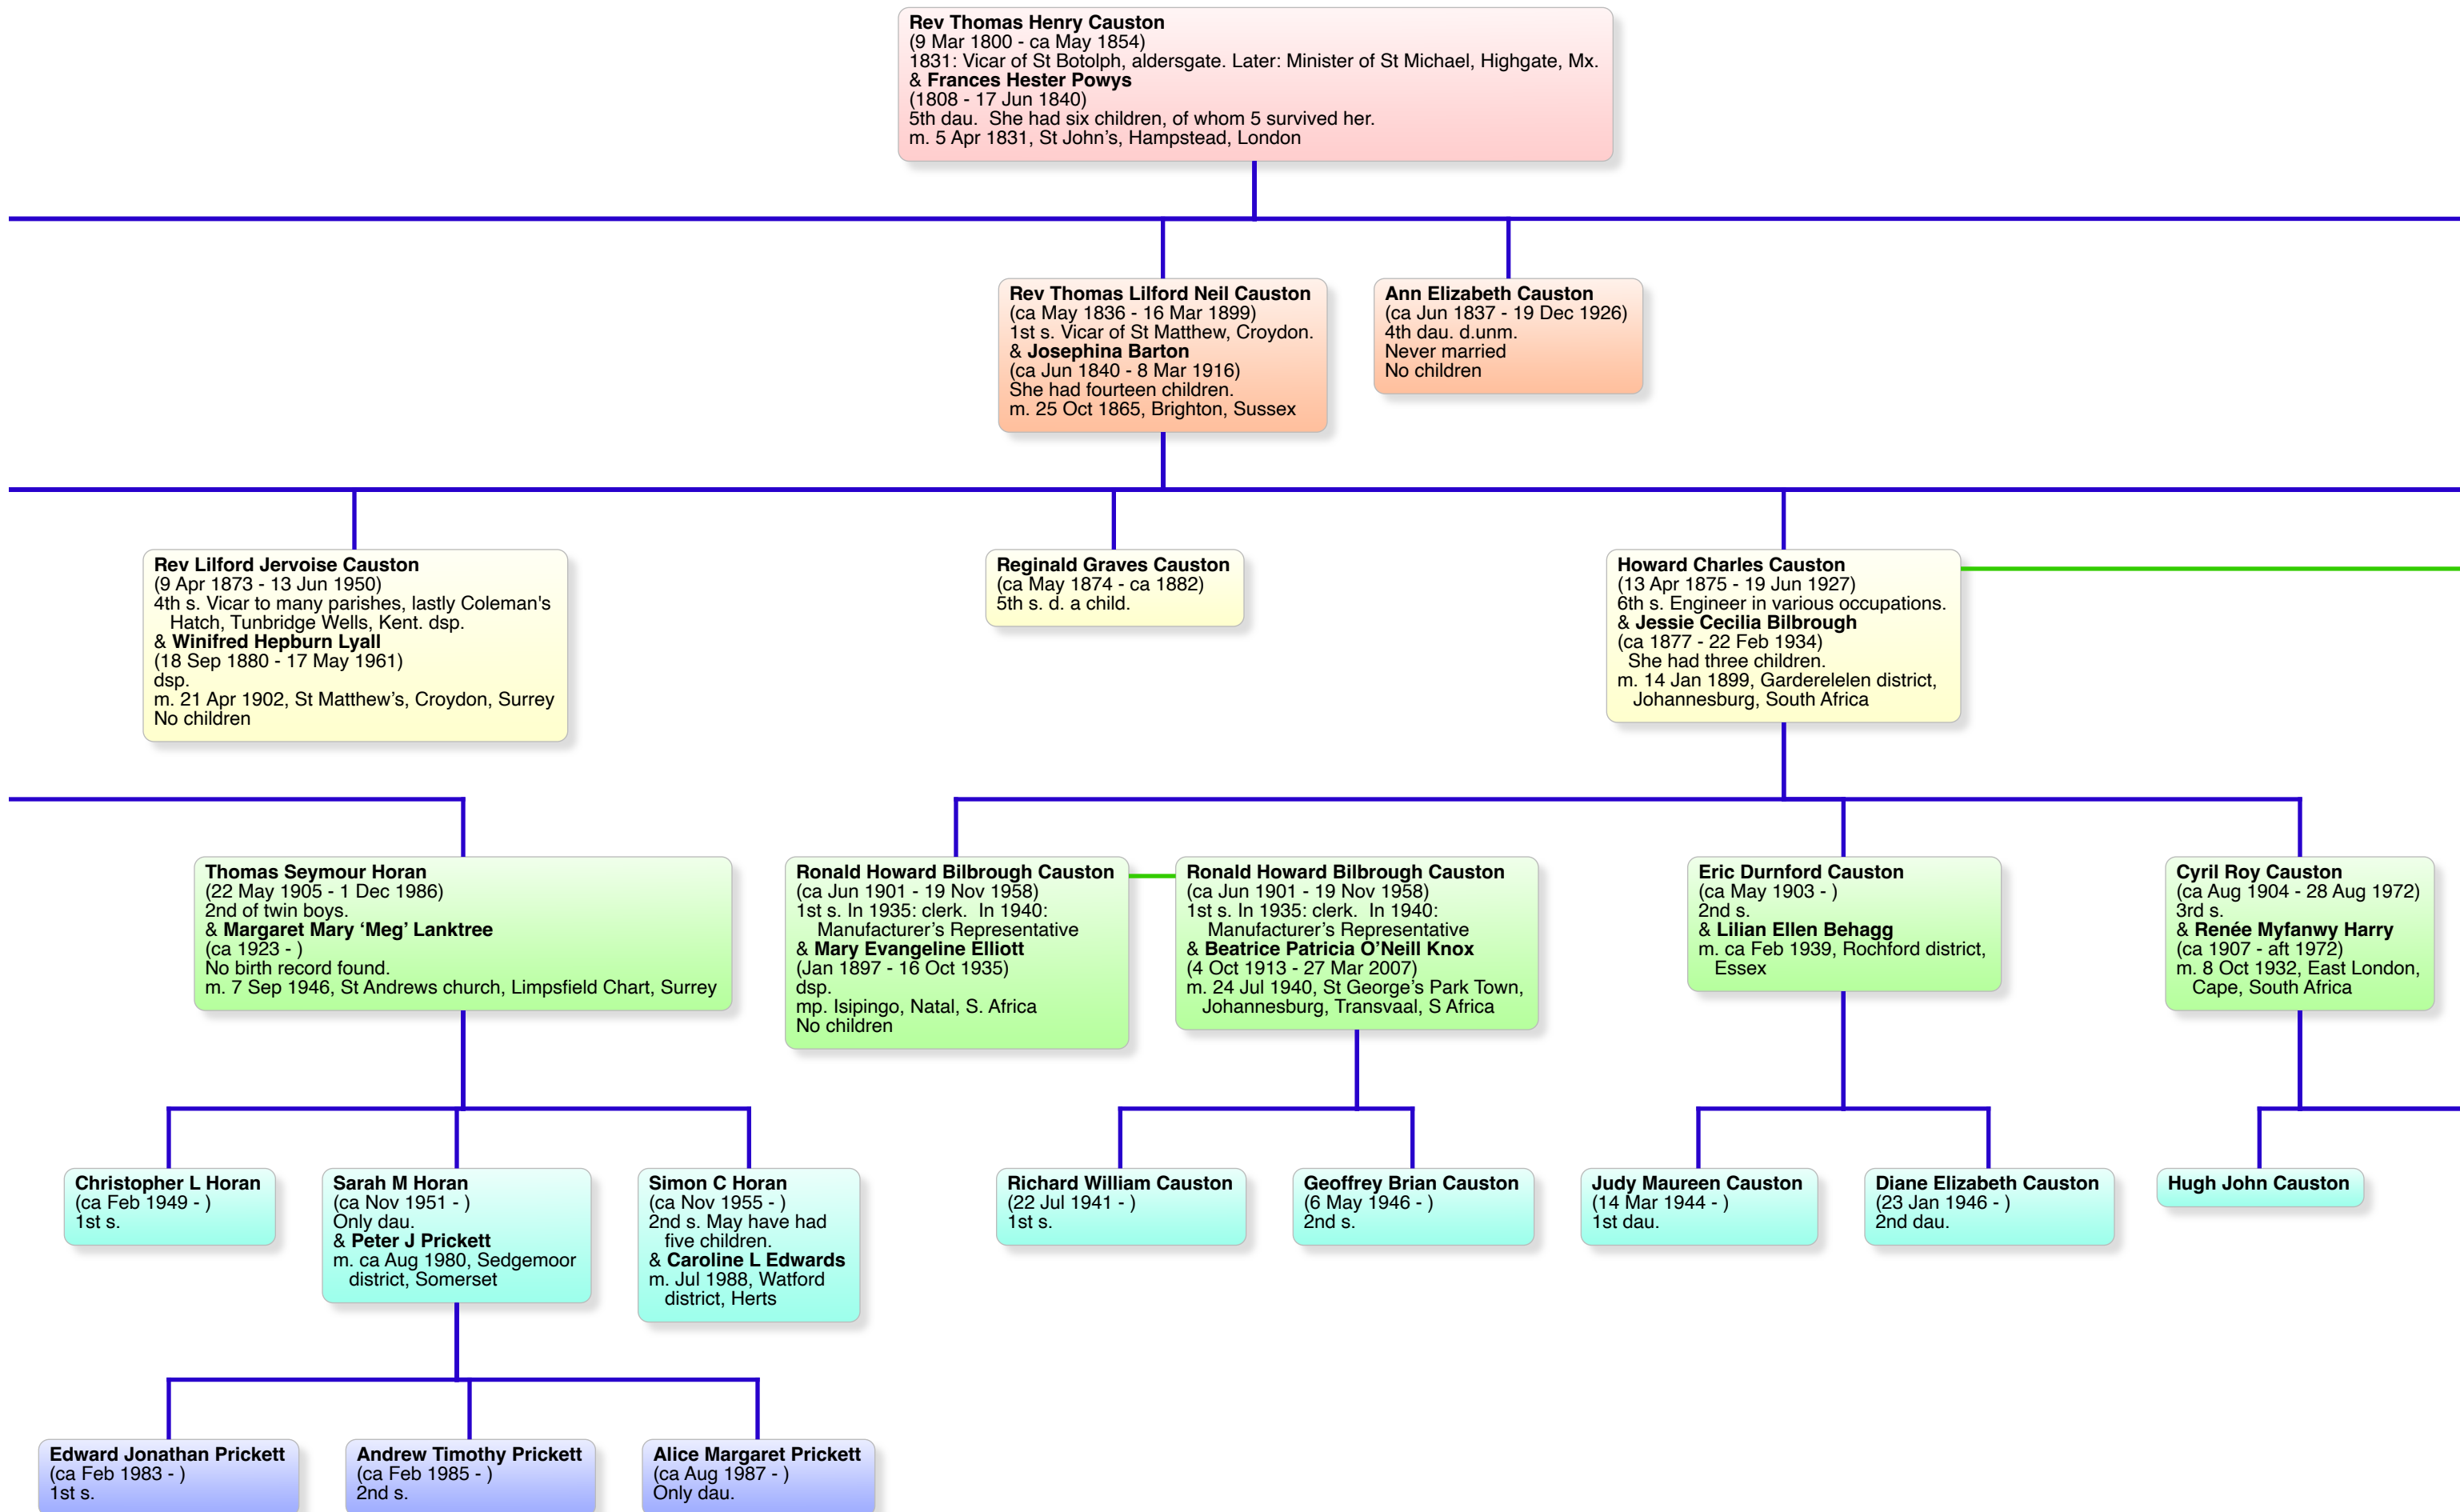 Rev Thomas Henry Causton
(9 Mar 1800 - ca May 1854)
1831: Vicar of St Botolph, aldersgate. Later: Minister of St Michael, Highgate, Mx.
& Frances Hester Powys
(1808 - 17 Jun 1840)
5th dau.  She had six children, of whom 5 survived her.
m. 5 Apr 1831, St John’s, Hampstead, London
Rev Thomas Lilford Neil Causton
(ca May 1836 - 16 Mar 1899)
1st s. Vicar of St Matthew, Croydon.
& Josephina Barton
(ca Jun 1840 - 8 Mar 1916)
She had fourteen children.
m. 25 Oct 1865, Brighton, Sussex
Ann Elizabeth Causton
(ca Jun 1837 - 19 Dec 1926)
4th dau. d.unm.
Never married
No children
Rev Lilford Jervoise Causton
(9 Apr 1873 - 13 Jun 1950)
4th s. Vicar to many parishes, lastly Coleman's
Hatch, Tunbridge Wells, Kent. dsp.
& Winifred Hepburn Lyall
(18 Sep 1880 - 17 May 1961)
dsp.
m. 21 Apr 1902, St Matthew’s, Croydon, Surrey
No children
Reginald Graves Causton
(ca May 1874 - ca 1882)
5th s. d. a child.
Howard Charles Causton
(13 Apr 1875 - 19 Jun 1927)
6th s. Engineer in various occupations.
& Jessie Cecilia Bilbrough
(ca 1877 - 22 Feb 1934)
She had three children.
m. 14 Jan 1899, Garderelelen district,
Johannesburg, South Africa
Thomas Seymour Horan
(22 May 1905 - 1 Dec 1986)
2nd of twin boys.
& Margaret Mary ‘Meg’ Lanktree
(ca 1923 - )
No birth record found.
m. 7 Sep 1946, St Andrews church, Limpsfield Chart, Surrey
Ronald Howard Bilbrough Causton
(ca Jun 1901 - 19 Nov 1958)
1st s. In 1935: clerk.  In 1940:
Manufacturer’s Representative
& Mary Evangeline Elliott
(Jan 1897 - 16 Oct 1935)
dsp.
mp. Isipingo, Natal, S. Africa
No children
Ronald Howard Bilbrough Causton
(ca Jun 1901 - 19 Nov 1958)
1st s. In 1935: clerk.  In 1940:
Manufacturer’s Representative
& Beatrice Patricia O’Neill Knox
(4 Oct 1913 - 27 Mar 2007)
m. 24 Jul 1940, St George’s Park Town,
Johannesburg, Transvaal, S Africa
Eric Durnford Causton
(ca May 1903 - )
2nd s.
& Lilian Ellen Behagg
m. ca Feb 1939, Rochford district,
Essex
Cyril Roy Causton
(ca Aug 1904 - 28 Aug 1972)
3rd s.
& Renée Myfanwy Harry
(ca 1907 - aft 1972)
m. 8 Oct 1932, East London,
Cape, South Africa
Christopher L Horan
(ca Feb 1949 - )
1st s.
Sarah M Horan
(ca Nov 1951 - )
Only dau.
& Peter J Prickett
m. ca Aug 1980, Sedgemoor
district, Somerset
Simon C Horan
(ca Nov 1955 - )
2nd s. May have had
five children.
& Caroline L Edwards
m. Jul 1988, Watford
district, Herts
Richard William Causton
(22 Jul 1941 - )
1st s.
Geoffrey Brian Causton
(6 May 1946 - )
2nd s.
Judy Maureen Causton
(14 Mar 1944 - )
1st dau.
Diane Elizabeth Causton
(23 Jan 1946 - )
2nd dau.
Hugh John Causton
Edward Jonathan Prickett
(ca Feb 1983 - )
1st s.
Andrew Timothy Prickett
(ca Feb 1985 - )
2nd s.
Alice Margaret Prickett
(ca Aug 1987 - )
Only dau.